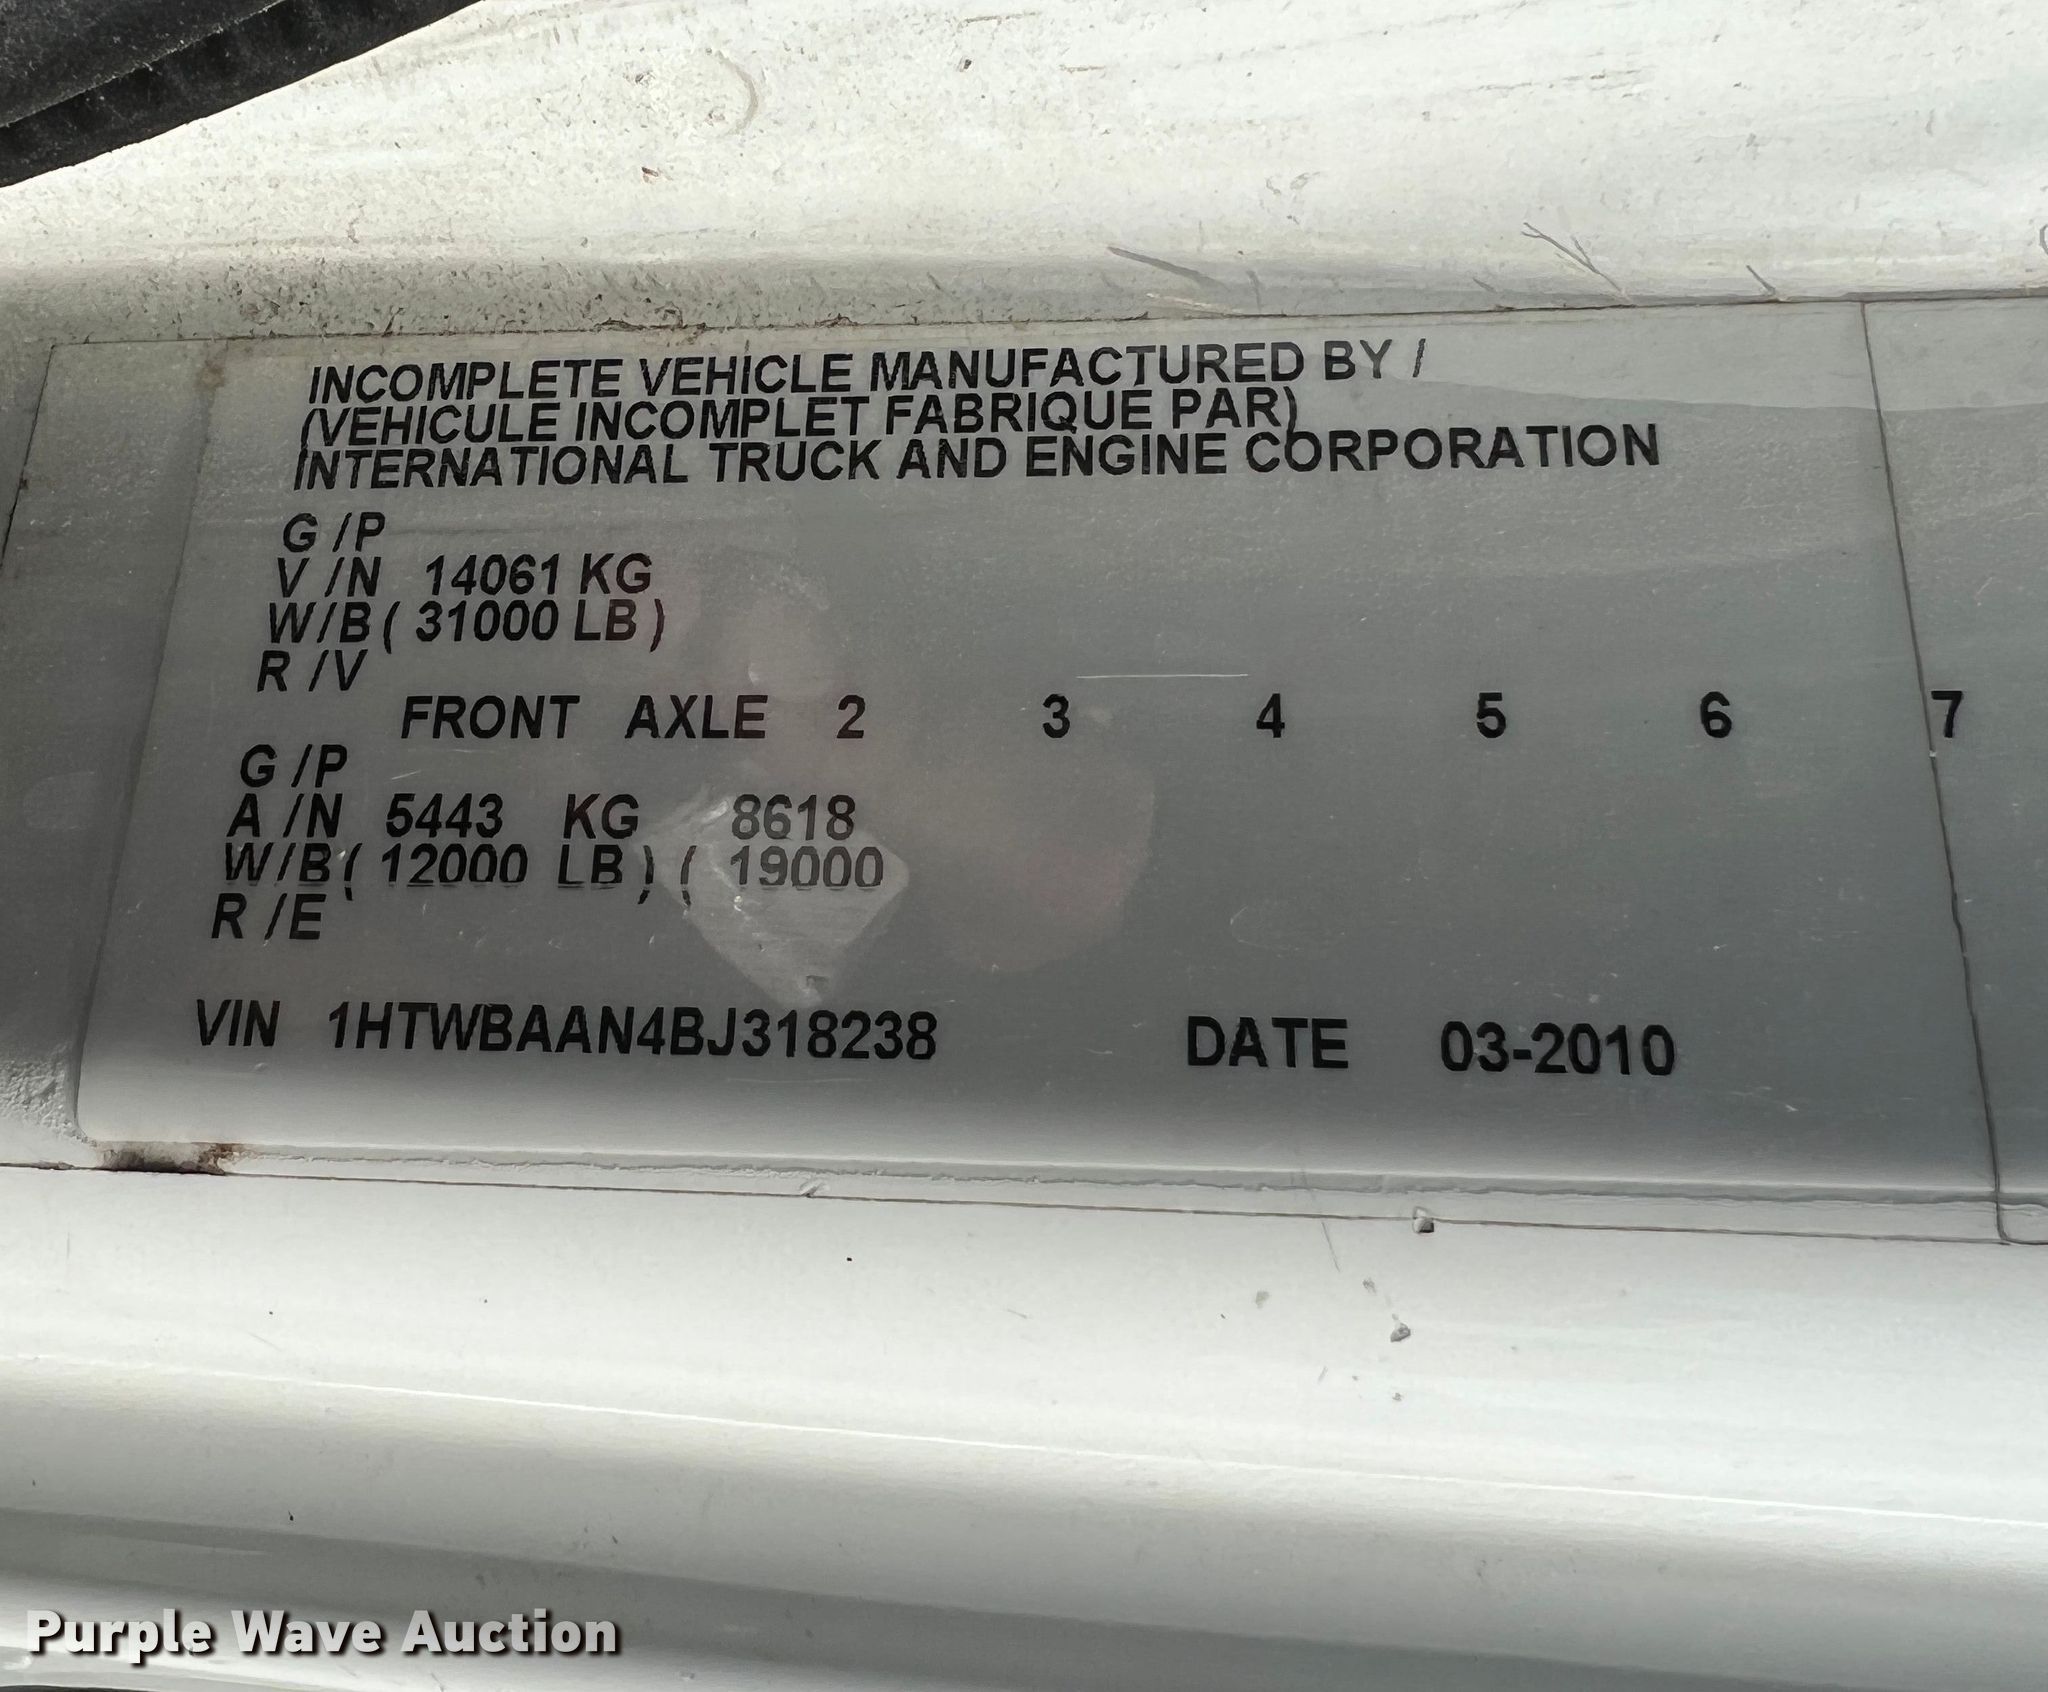 INCOMPLETE VEHICLE MANUFACTURED BY /
(VEHICULE INCOMPLET FABRIQUE PAR)
INTERNATIONAL TRUCK AND ENGINE CORPORATION
G /P
V /N 14061 KG
W/B ( 31000 LB )
R /V
FRONT AXLE 2 3 4 5 6 7
G /P
A /N 5443 KG 8618
W/B ( 12000 LB ) ( 19000
R /E
VIN 1HTWBAAN4BJ318238 DATE 03-2010
Purple Wave Auction